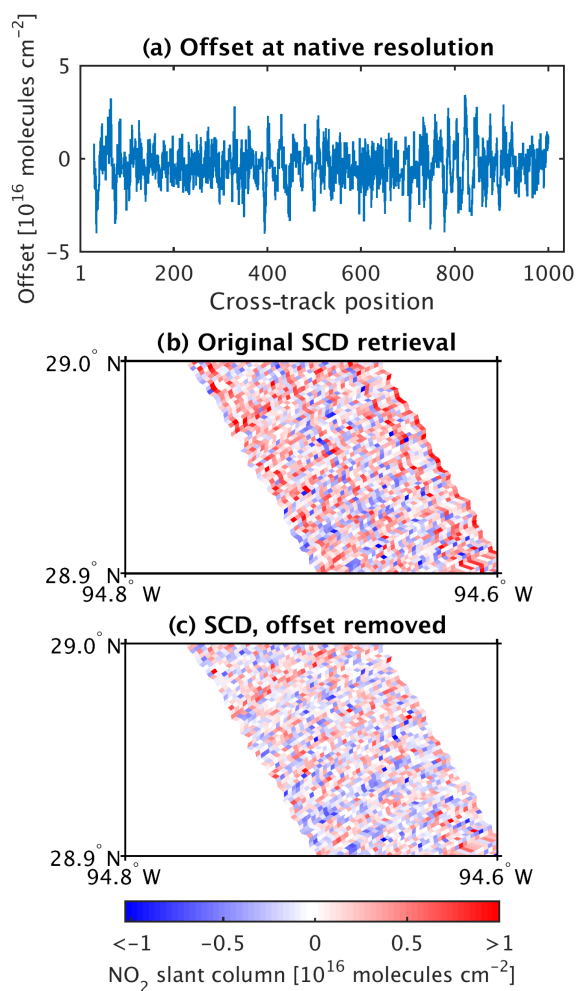 (a) Offset at native resolution
Offset [10^16 molecules cm^−2]
5
0
−5
1 200 400 600 800 1000
Cross-track position
(b) Original SCD retrieval
29.0° N
28.9° N
94.8° W 94.6° W
(c) SCD, offset removed
29.0° N
28.9° N
94.8° W 94.6° W
<-1 -0.5 0 0.5 >1
NO₂ slant column [10^16 molecules cm^−2]